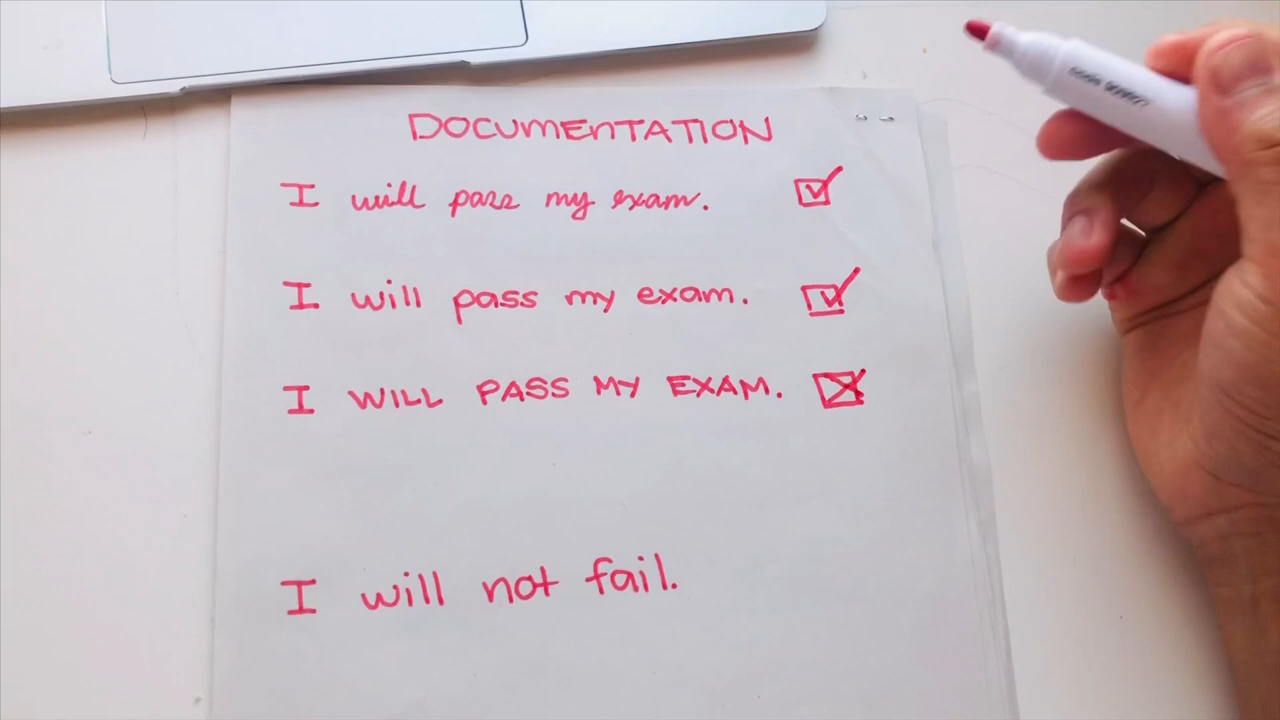 DOCUMENTATION
I will pass my exam. ☑
I will pass my exam. ☑
I WILL PASS MY EXAM. ☒
I will not fail.